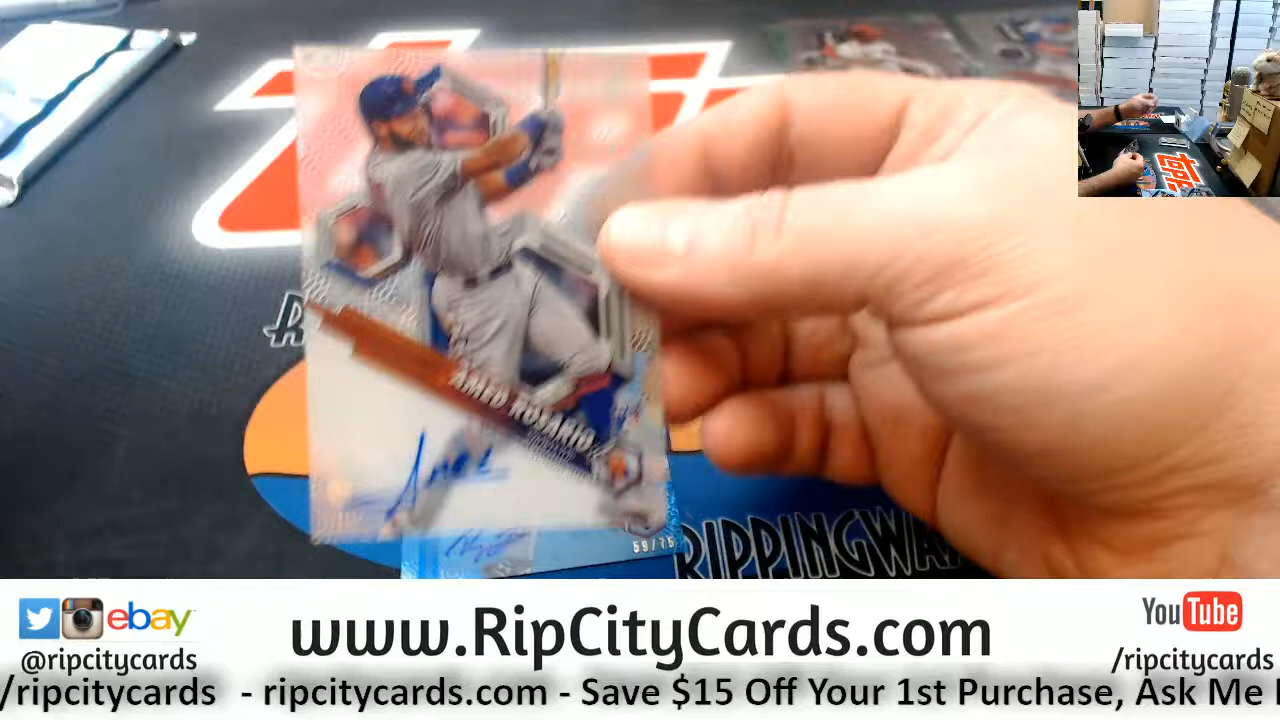 AMED ROSARIO
59/75
RIPPINGWA
ebay
@ripcitycards
www.RipCityCards.com
YouTube
/ripcitycards
/ripcitycards - ripcitycards.com - Save $15 Off Your 1st Purchase, Ask Me